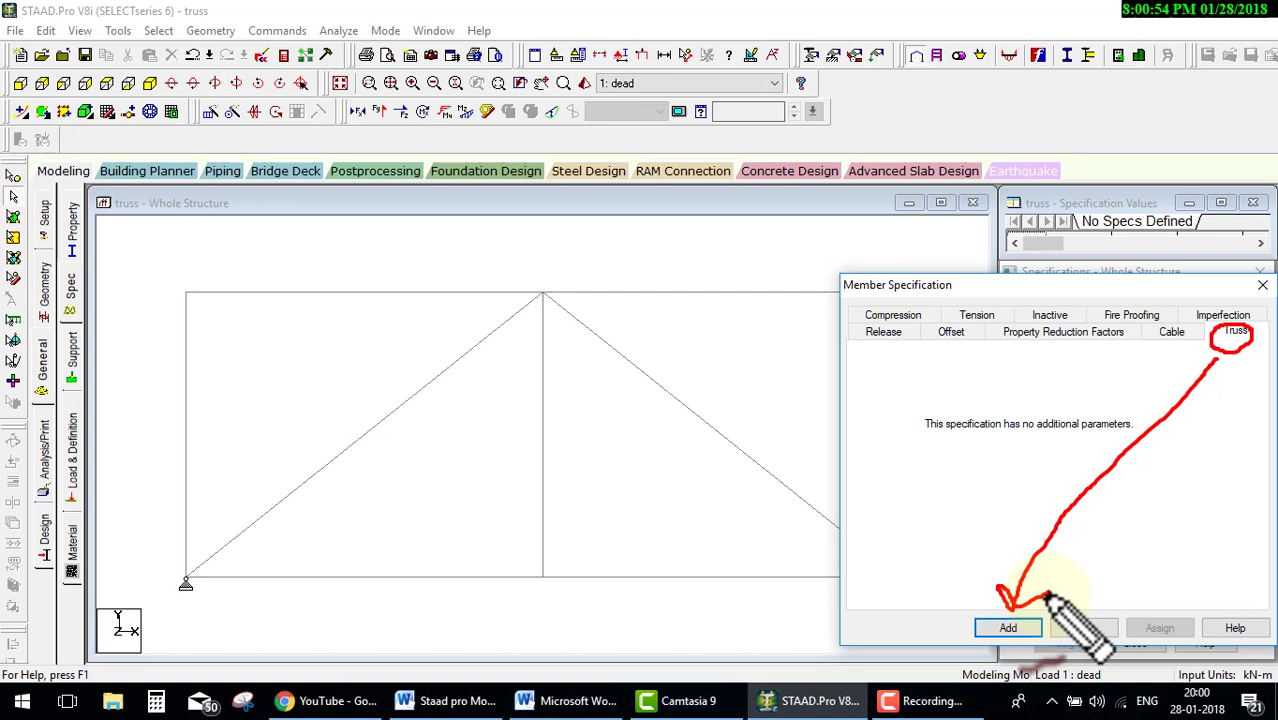 8:00:54 PM 01/28/2018
STAAD.Pro V8i (SELECTseries 6) - truss
File Edit View Tools Select Geometry Commands Analyze Mode Window Help
1: dead
Modeling Building Planner Piping Bridge Deck Postprocessing Foundation Design Steel Design RAM Connection Concrete Design Advanced Slab Design Earthquake
Setup
Geometry
General
Analysis/Print
Design
Property
Spec
Support
Load & Definition
Material
truss - Whole Structure
truss - Specification Values
No Specs Defined
Specifications - Whole Structure
Member Specification
Compression Tension Inactive Fire Proofing Imperfection
Release Offset Property Reduction Factors Cable Truss
This specification has no additional parameters.
Add Assign Help
Y
Z X
For Help, press F1
Modeling Mo Load 1 : dead Input Units: kN-m
50 YouTube - Go... Staad pro Mo... Microsoft Wo... Camtasia 9 STAAD.Pro V8... Recording... ENG 20:00
28-01-2018 21